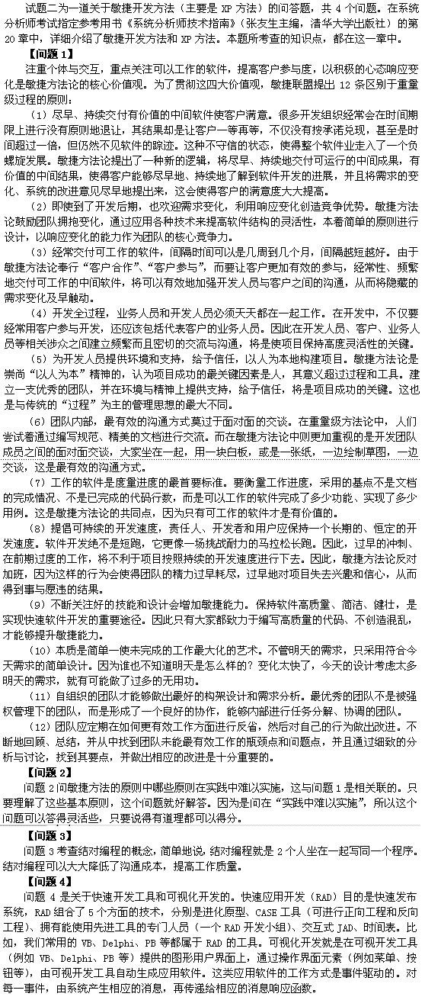 试题二为一道关于敏捷开发方法（主要是 XP 方法）的问答题，共 4 个问题。在系
统分析师考试指定参考用书《系统分析师技术指南》（张友生主编，清华大学出版社）的第
20 章中，详细介绍了敏捷开发方法和 XP 方法。本题所考查的知识点，都在这一章中。
【问题 1】
注重个体与交互，重点关注可以工作的软件，提高客户参与度，以积极的心态响应变
化是敏捷方法论的核心价值观。为了贯彻这四大价值观，敏捷联盟提出 12 条区别于重量
级过程的原则：
（1）尽早、持续交付有价值的中间软件使客户满意。很多开发组织经常会在时间期
限上进行没有原则地退让，其结果却是让客户一等再等，不仅没有按承诺兑现，甚至是时
间超过一倍，但仍然不见软件的踪迹。这种不守信的状态，使得整个软件业走入了一个负
螺旋发展。敏捷方法论提出了一种新的逻辑，将尽早、持续地交付可运行的中间成果，有
价值的中间结果，使得客户能够尽早地、持续地了解到软件开发的进展，并且将需求的变
化、系统的改进意见尽早地提出来，这会使得客户的满意度大大提高。
（2）即使到了开发后期，也欢迎需求变化，利用响应变化创造竞争优势。敏捷方法
论鼓励团队拥抱变化，通过应用各种技术来提高软件结构的灵活性，本着简单的原则进行
设计，以响应变化的能力作为团队的核心竞争力。
（3）经常交付可工作的软件，间隔时间可以是几周到几个月，间隔越短越好。由于
敏捷方法论奉行“客户合作”、“客户参与”，而要让客户更加有效的参与，经常性、频繁
地交付可工作的中间软件，将可以有效地加强开发人员与客户之间的沟通，从而将隐藏的
需求变化及早触动。
（4）开发全过程，业务人员和开发人员必须天天都在一起工作。在开发中，不仅要
经常用客户参与开发，还应该包括代表客户的业务人员。因此在开发人员、客户、业务人
员等相关涉众之间建立频繁而且密切的交流与沟通，将是使项目保持高度灵活性的关键。
（5）为开发人员提供环境和支持，给予信任，以人为本地构建项目。敏捷方法论是
崇尚“以人为本”精神的，认为项目成功的最关键因素是人，其意义超过过程和工具。建
立一支优秀的团队，并在环境与精神上提供支持，给予信任，将是项目成功的关键。这也
是与传统的“过程”为主的管理思想的最大不同。
（6）团队内部，最有效的沟通方式莫过于面对面的交谈。在重量级方法论中，人们
尝试着通过编写规范、精美的文档进行交流。而在敏捷方法论中则更加重视的是开发团队
成员之间的面对面交谈，大家坐在一起，用一块白板，或是一张纸，一边绘制草图，一边
交谈，这是最有效的沟通方式。
（7）工作的软件是度量进度的最首要标准。要衡量工作进度，采用的基点不是文档
的完成情况、不是已完成的代码行数，而是可以工作的软件完成了多少功能、实现了多少
用例。这是敏捷方法论的共同点，因为只有可工作的软件才是有价值的。
（8）提倡可持续的开发速度，责任人、开发者和用户应保持一个长期的、恒定的开
发速度。软件开发绝不是短跑，它更像一场挑战耐力的马拉松长跑。因此，过早的冲刺、
在前期过度的工作，将不利于项目按照持续的开发速度进行下去。因此，敏捷方法论反对
加班，因为这样的行为会使得团队的精力过早耗尽，过早地对项目失去兴趣和信心，从而
得到事与愿违的结果。
（9）不断关注好的技能和设计会增加敏捷能力。保持软件高质量、简洁、健壮，是
实现快速软件开发的重要途径。因此只有大家都致力于编写高质量的代码、不创造混乱，
才能够提升敏捷能力。
（10）本质是简单—使未完成的工作最大化的艺术。不管明天的需求，只采用符合今
天需求的简单设计。因为谁也不知道明天是怎么样的？变化太快了，今天的设计考虑太多
明天的需求，就有可能做了过多的无用功。
（11）自组织的团队才能够做出最好的构架设计和需求分析。最优秀的团队不是被强
权管理下的团队，而是形成了一个良好的协作，能够内部进行任务分解、协调的团队。
（12）团队应定期在如何更有效工作方面进行反省，然后对自己的行为做出改进。不
断地回顾、总结，并从中找到团队未能最有效工作的瓶颈点和问题点，并且通过细致的分
析与讨论，找到其要点，并做出相应的改进是十分重要的。
【问题 2】
问题 2 问敏捷方法的原则中哪些原则在实践中难以实施，这与问题 1 是相关联的。只
要理解了这些基本原则，这个问题就好解答。因为是问在“实践中难以实施”，所以这个
问题可以答得灵活些，只要说得有道理都可以得分。
【问题 3】
问题 3 考查结对编程的概念，简单地说，结对编程就是 2 个人坐在一起写同一个程序。
结对编程可以大大降低了沟通成本，提高工作质量。
【问题 4】
问题 4 是关于快速开发工具和可视化开发的。快速应用开发（RAD）目的是快速发布
系统，RAD 组合了 5 个方面的技术，分别是进化原型、CASE 工具（可进行正向工程和反向
工程）、拥有能使用先进工具的专门人员（一个 RAD 开发小组）、交互式 JAD、时间表。比
如，我们常用的 VB、Delphi、PB 等都属于 RAD 的工具。可视化开发就是在可视开发工具
（例如 VB、Delphi、PB 等）提供的图形用户界面上，通过操作界面元素（例如菜单、按
钮等），由可视开发工具自动生成应用软件。这类应用软件的工作方式是事件驱动的。对
每一事件，由系统产生相应的消息，再传递给相应的消息响应函数。